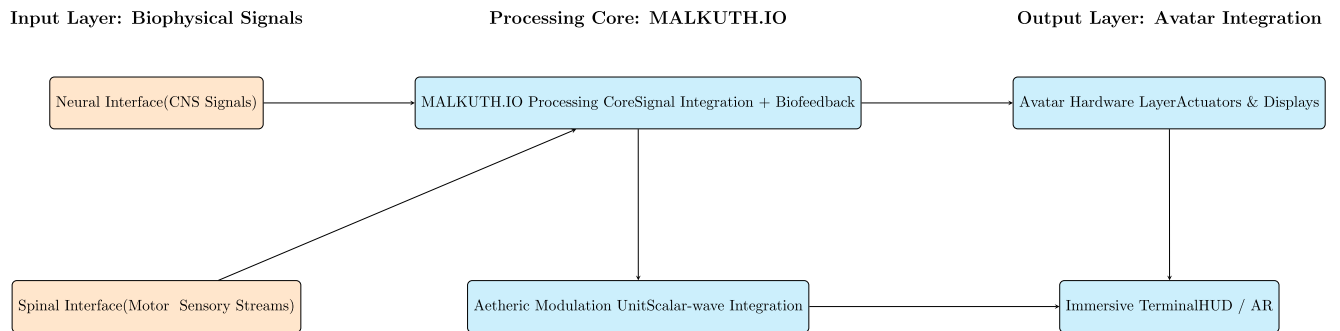 Input Layer: Biophysical Signals
Processing Core: MALKUTH.IO
Output Layer: Avatar Integration
Neural Interface(CNS Signals)
MALKUTH.IO Processing CoreSignal Integration + Biofeedback
Avatar Hardware LayerActuators & Displays
Spinal Interface(Motor  Sensory Streams)
Aetheric Modulation UnitScalar-wave Integration
Immersive TerminalHUD / AR